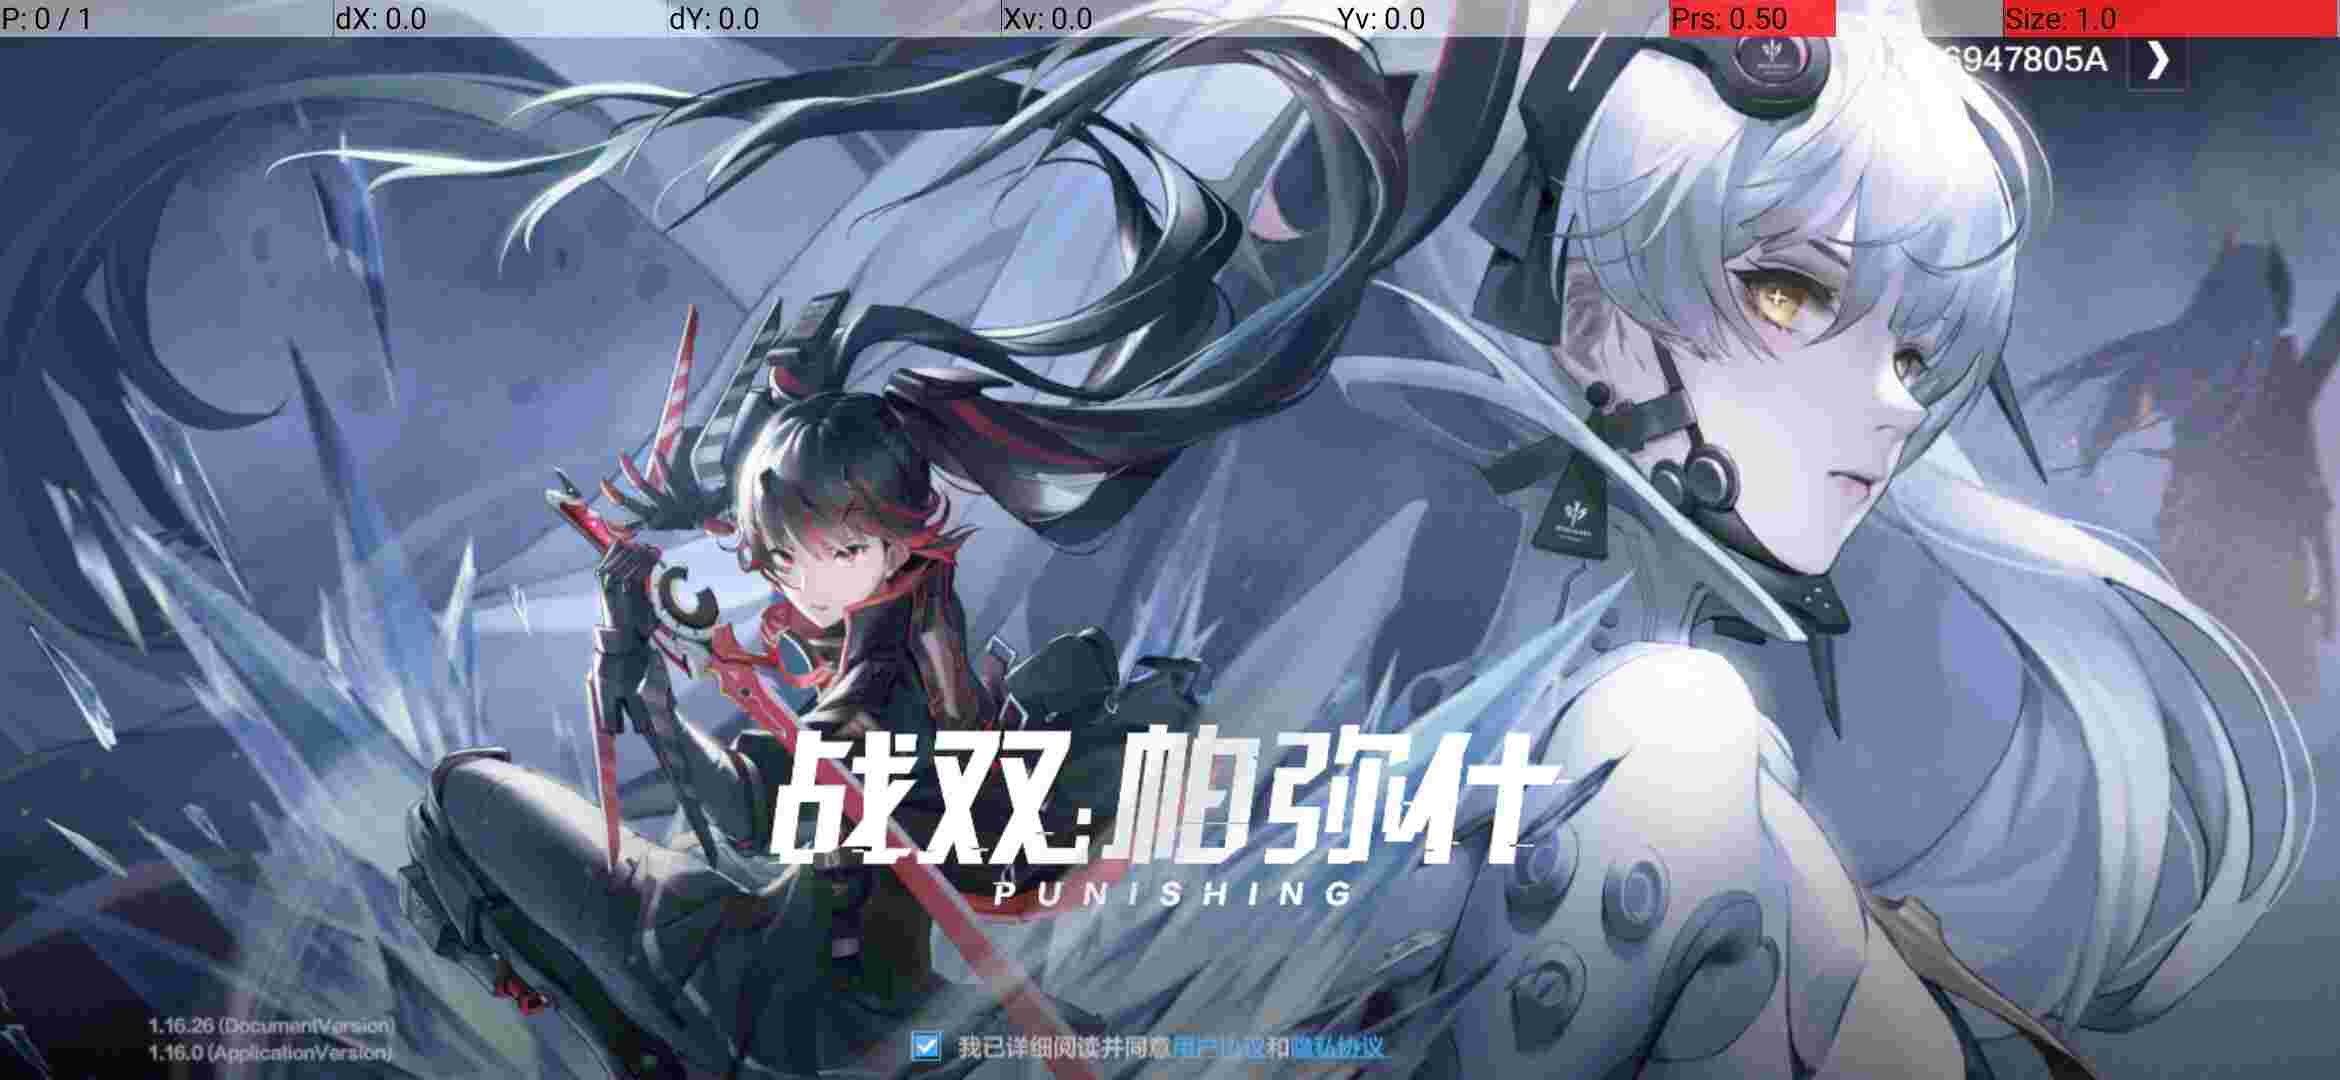 P: 0 / 1 dX: 0.0 dY: 0.0 Xv: 0.0 Yv: 0.0 Prs: 0.50 Size: 1.0
6947805A ❯
战双:帕弥什
PUNISHING
1.16.26 (DocumentVersion)
1.16.0 (ApplicationVersion)
我已详细阅读并同意用户协议和隐私协议